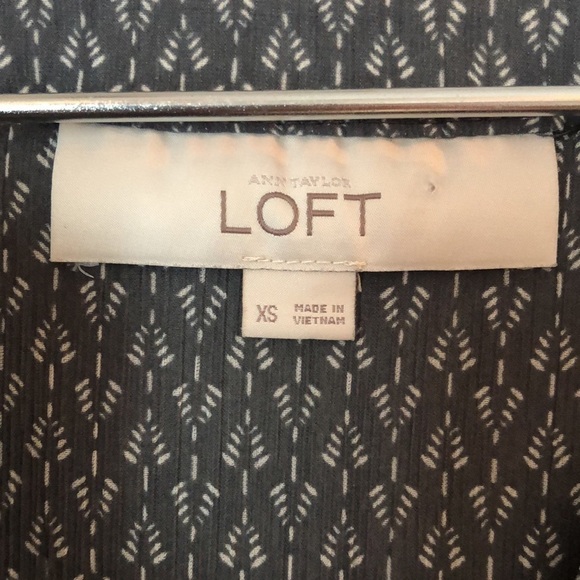 ANN TAYLOR
LOFT
XS
MADE IN
VIETNAM